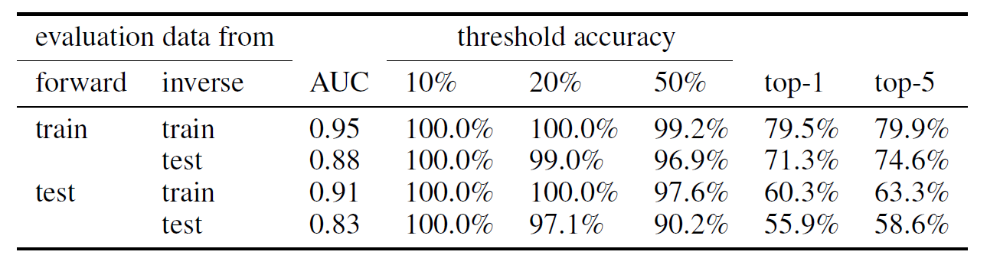 evaluation data from threshold accuracy
forward inverse AUC 10% 20% 50% top-1 top-5
train train 0.95 100.0% 100.0% 99.2% 79.5% 79.9%
test 0.88 100.0% 99.0% 96.9% 71.3% 74.6%
test train 0.91 100.0% 100.0% 97.6% 60.3% 63.3%
test 0.83 100.0% 97.1% 90.2% 55.9% 58.6%